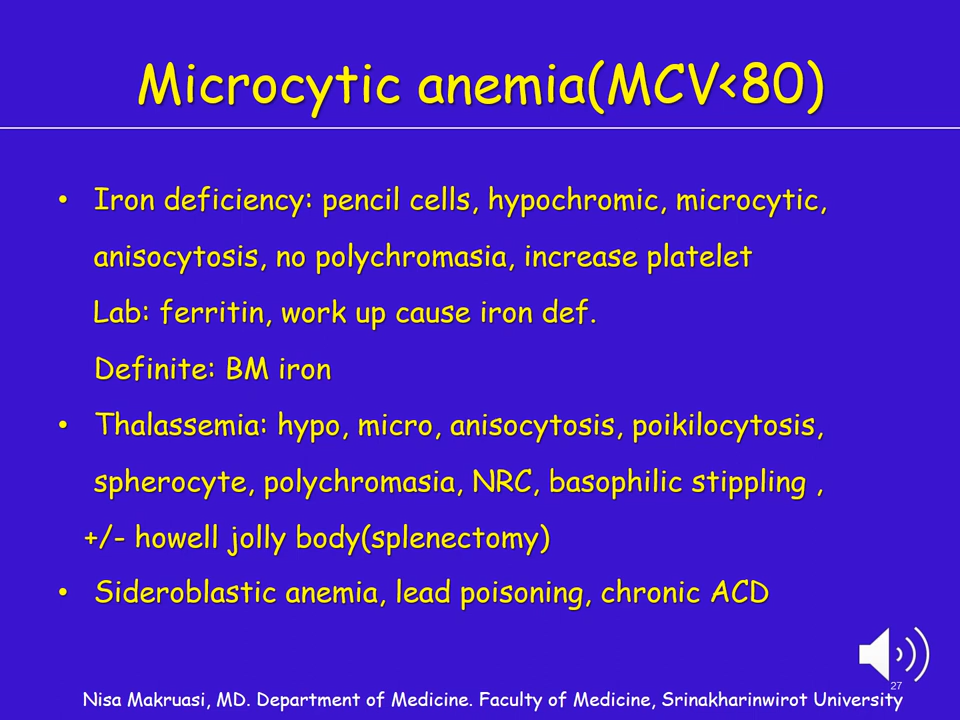 Microcytic anemia(MCV<80)
• Iron deficiency: pencil cells, hypochromic, microcytic,
anisocytosis, no polychromasia, increase platelet
Lab: ferritin, work up cause iron def.
Definite: BM iron
• Thalassemia: hypo, micro, anisocytosis, poikilocytosis,
spherocyte, polychromasia, NRC, basophilic stippling ,
+/- howell jolly body(splenectomy)
• Sideroblastic anemia, lead poisoning, chronic ACD
27
Nisa Makruasi, MD. Department of Medicine. Faculty of Medicine, Srinakharinwirot University